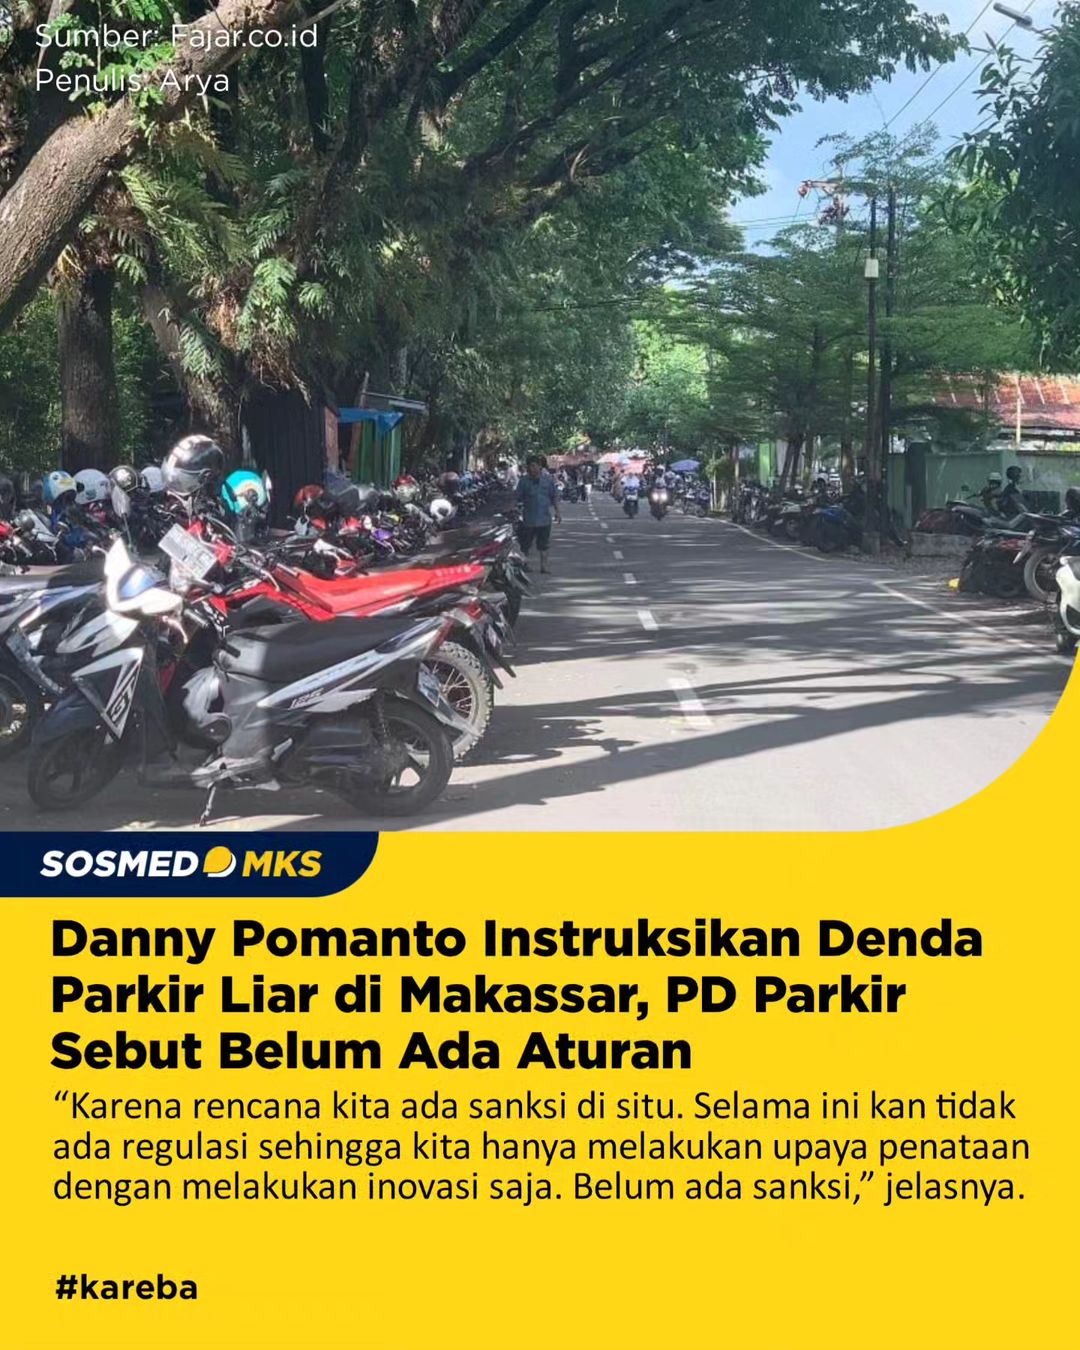 Sumber: Fajar.co.id
Penulis: Arya
SOSMED MKS
Danny Pomanto Instruksikan Denda
Parkir Liar di Makassar, PD Parkir
Sebut Belum Ada Aturan
“Karena rencana kita ada sanksi di situ. Selama ini kan tidak
ada regulasi sehingga kita hanya melakukan upaya penataan
dengan melakukan inovasi saja. Belum ada sanksi,” jelasnya.
#kareba